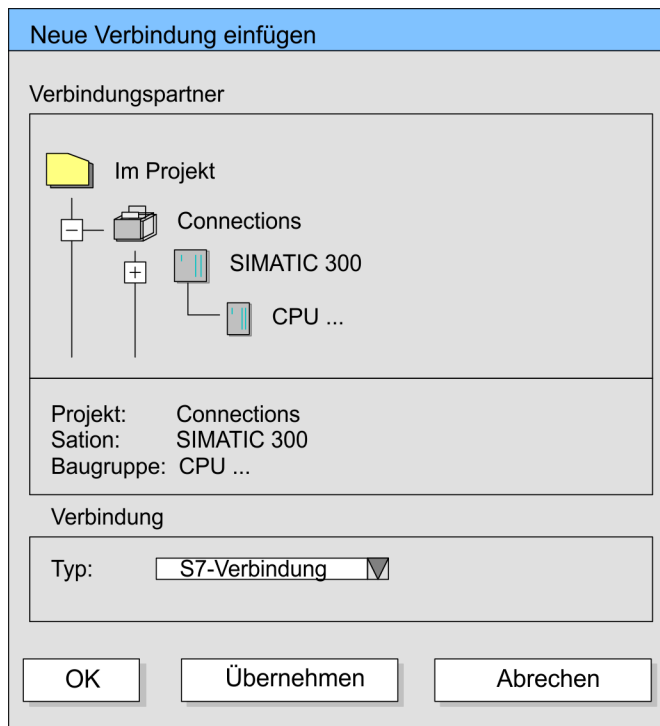 Neue Verbindung einfügen
Verbindungspartner
Im Projekt
Connections
SIMATIC 300
CPU ...
Projekt: Connections
Sation: SIMATIC 300
Baugruppe: CPU ...
Verbindung
Typ: S7-Verbindung
OK Übernehmen Abrechen